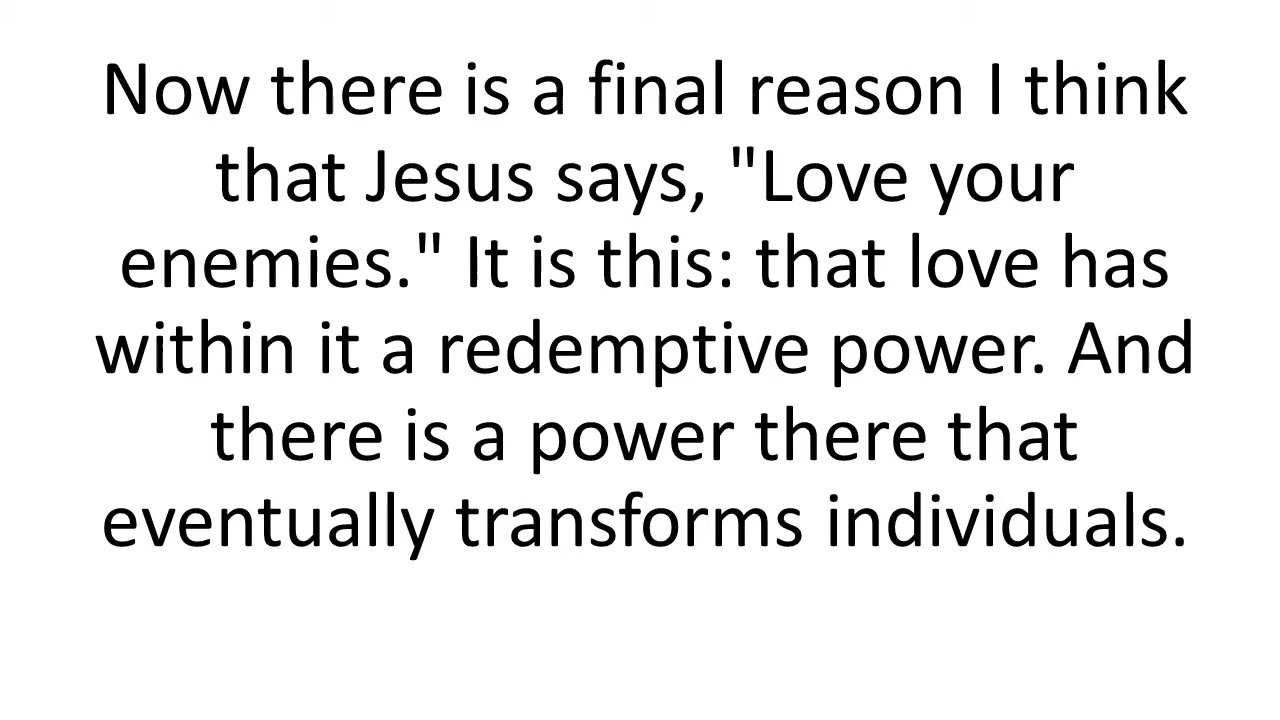 Now there is a final reason I think
that Jesus says, "Love your
enemies." It is this: that love has
within it a redemptive power. And
there is a power there that
eventually transforms individuals.